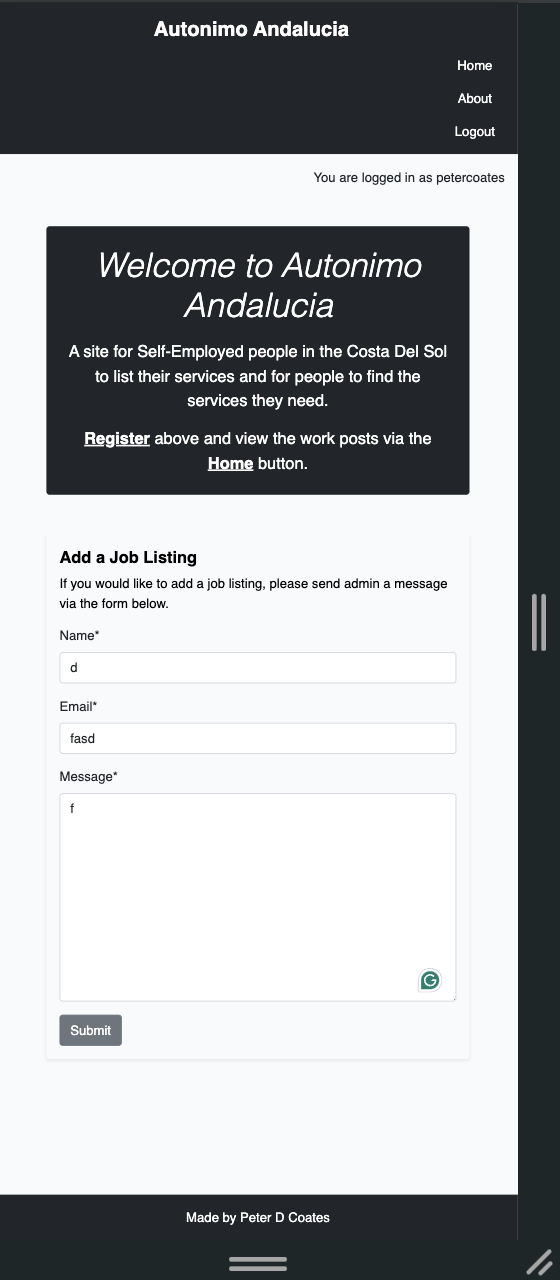 Autonimo Andalucia
Home
About
Logout
You are logged in as petercoates
Welcome to Autonimo
Andalucia
A site for Self-Employed people in the Costa Del Sol
to list their services and for people to find the
services they need.
Register above and view the work posts via the
Home button.
Add a Job Listing
If you would like to add a job listing, please send admin a message
via the form below.
Name*
d
Email*
fasd
Message*
f
Submit
Made by Peter D Coates